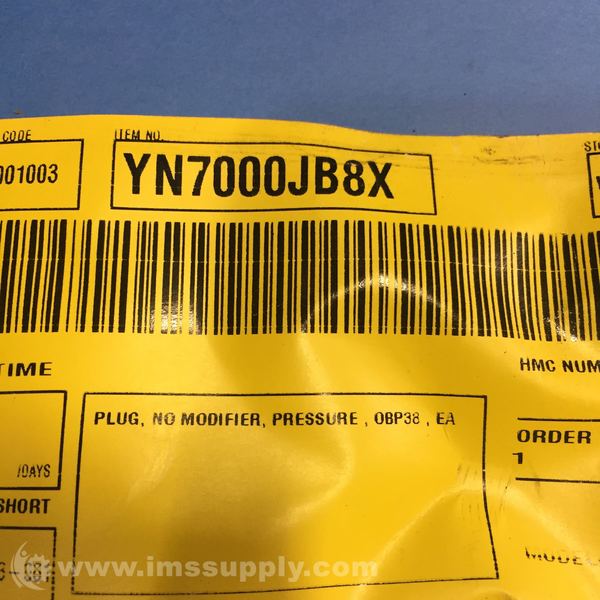 CODE
ITEM NO.
001003
YN7000JB8X
TIME
HMC NUM
PLUG, NO MODIFIER, PRESSURE , OBP38 , EA
ORDER
1
/DAYS
SHORT
MODEL
www.imssupply.com